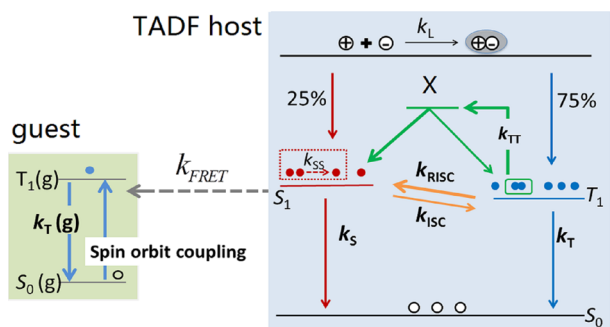 TADF host
k_L
+ + -
+-
25%
X
75%
k_TT
guest
k_FRET
k_SS
k_RISC
k_ISC
T₁(g)
S₁
T₁
k_T(g)
Spin orbit coupling
k_S
k_T
S₀(g)
S₀